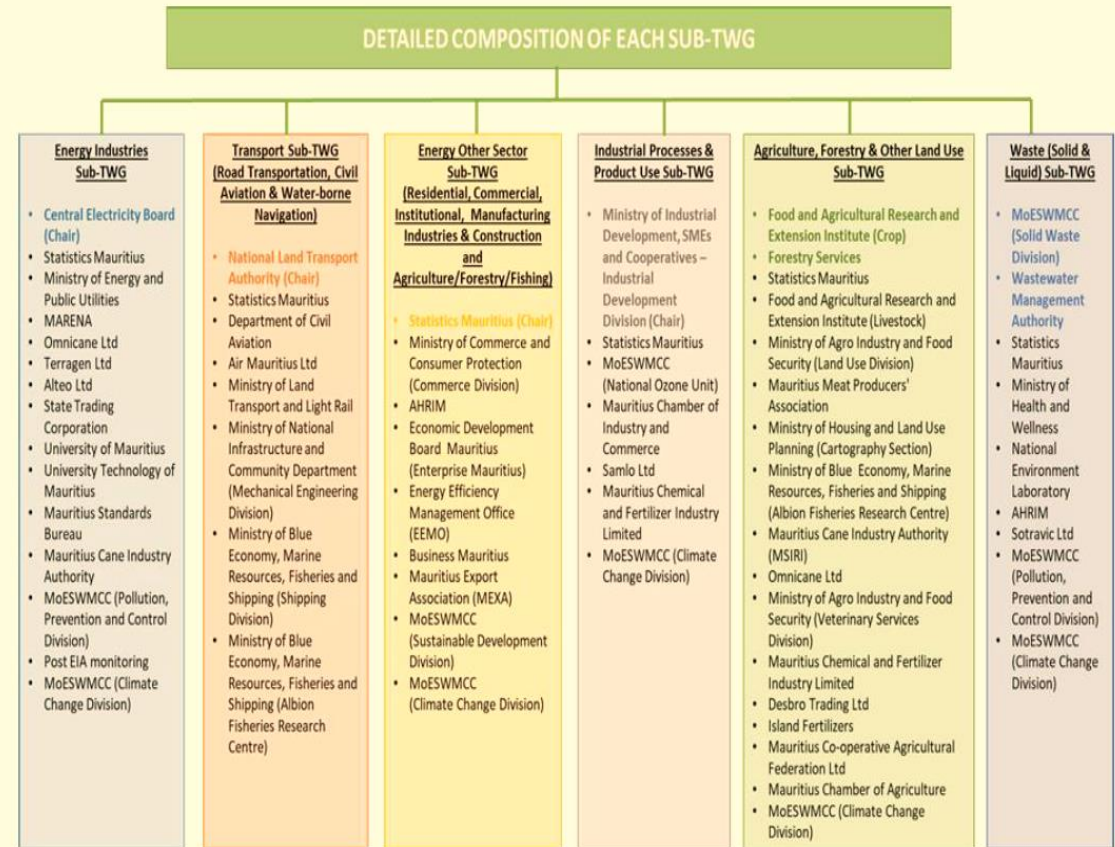 DETAILED COMPOSITION OF EACH SUB-TWG
Energy Industries
Sub-TWG
• Central Electricity Board
(Chair)
• Statistics Mauritius
• Ministry of Energy and
Public Utilities
• MARENA
• Omnicane Ltd
• Terragen Ltd
• Alteo Ltd
• State Trading
Corporation
• University of Mauritius
• University Technology of
Mauritius
• Mauritius Standards
Bureau
• Mauritius Cane Industry
Authority
• MoESWMCC (Pollution,
Prevention and Control
Division)
• Post EIA monitoring
• MoESWMCC (Climate
Change Division)
Transport Sub-TWG
(Road Transportation, Civil
Aviation & Water-borne
Navigation)
• National Land Transport
Authority (Chair)
• Statistics Mauritius
• Department of Civil
Aviation
• Air Mauritius Ltd
• Ministry of Land
Transport and Light Rail
• Ministry of National
Infrastructure and
Community Department
(Mechanical Engineering
Division)
• Ministry of Blue
Economy, Marine
Resources, Fisheries and
Shipping (Shipping
Division)
• Ministry of Blue
Economy, Marine
Resources, Fisheries and
Shipping (Albion
Fisheries Research
Centre)
Energy Other Sector
Sub-TWG
(Residential, Commercial,
Institutional, Manufacturing
Industries & Construction
and
Agriculture/Forestry/Fishing)
• Statistics Mauritius (Chair)
• Ministry of Commerce and
Consumer Protection
(Commerce Division)
• AHRIM
• Economic Development
Board Mauritius
(Enterprise Mauritius)
• Energy Efficiency
Management Office
(EEMO)
• Business Mauritius
• Mauritius Export
Association (MEXA)
• MoESWMCC
(Sustainable Development
Division)
• MoESWMCC
(Climate Change Division)
Industrial Processes &
Product Use Sub-TWG
• Ministry of Industrial
Development, SMEs
and Cooperatives –
Industrial
Development
Division (Chair)
• Statistics Mauritius
• MoESWMCC
(National Ozone Unit)
• Mauritius Chamber of
Industry and
Commerce
• Samlo Ltd
• Mauritius Chemical
and Fertilizer Industry
Limited
• MoESWMCC (Climate
Change Division)
Agriculture, Forestry & Other Land Use
Sub-TWG
• Food and Agricultural Research and
Extension Institute (Crop)
• Forestry Services
• Statistics Mauritius
• Food and Agricultural Research and
Extension Institute (Livestock)
• Ministry of Agro Industry and Food
Security (Land Use Division)
• Mauritius Meat Producers'
Association
• Ministry of Housing and Land Use
Planning (Cartography Section)
• Ministry of Blue Economy, Marine
Resources, Fisheries and Shipping
(Albion Fisheries Research Centre)
• Mauritius Cane Industry Authority
(MSIRI)
• Omnicane Ltd
• Ministry of Agro Industry and Food
Security (Veterinary Services
Division)
• Mauritius Chemical and Fertilizer
Industry Limited
• Desbro Trading Ltd
• Island Fertilizers
• Mauritius Co-operative Agricultural
Federation Ltd
• Mauritius Chamber of Agriculture
• MoESWMCC (Climate Change
Division)
Waste (Solid &
Liquid) Sub-TWG
• MoESWMCC
(Solid Waste
Division)
• Wastewater
Management
Authority
• Statistics
Mauritius
• Ministry of
Health and
Wellness
• National
Environment
Laboratory
• AHRIM
• Sotravic Ltd
• MoESWMCC
(Pollution,
Prevention and
Control Division)
• MoESWMCC
(Climate Change
Division)